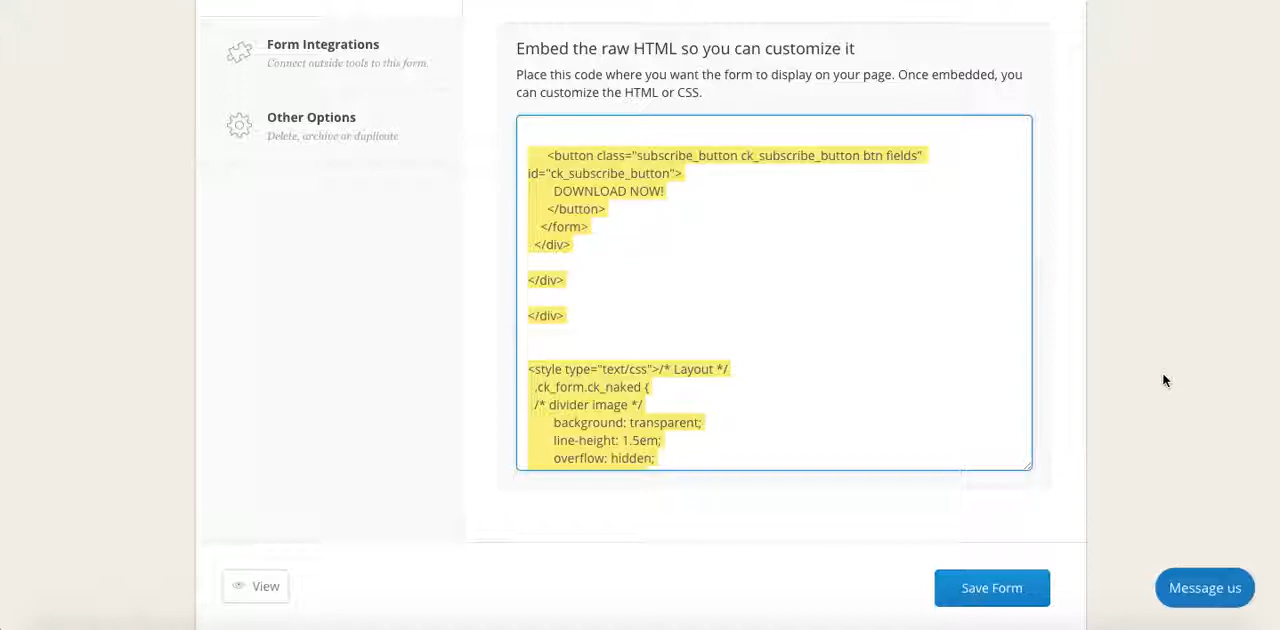 Form Integrations
Connect outside tools to this form.
Other Options
Delete, archive or duplicate
Embed the raw HTML so you can customize it
Place this code where you want the form to display on your page. Once embedded, you
can customize the HTML or CSS.
<button class="subscribe_button ck_subscribe_button btn fields"
id="ck_subscribe_button">
DOWNLOAD NOW!
</button>
</form>
</div>
</div>
</div>
<style type="text/css">/* Layout */
.ck_form.ck_naked {
/* divider image */
background: transparent;
line-height: 1.5em;
overflow: hidden;
View
Save Form
Message us